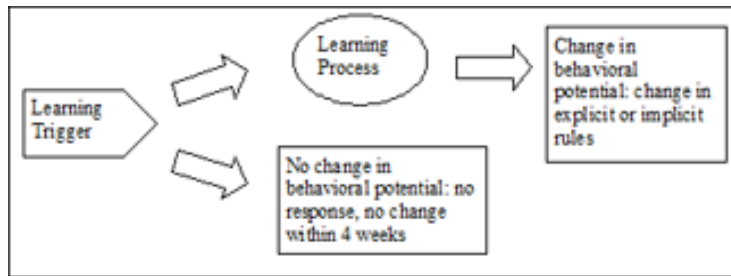 Learning
Trigger
Learning
Process
Change in
behavioral
potential: change in
explicit or implicit
rules
No change in
behavioral potential: no
response, no change
within 4 weeks